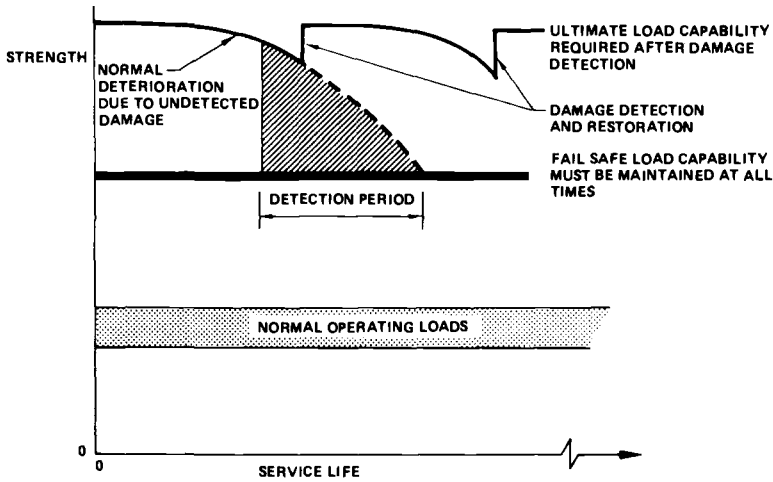 STRENGTH
NORMAL
DETERIORATION
DUE TO UNDETECTED
DAMAGE
ULTIMATE LOAD CAPABILITY
REQUIRED AFTER DAMAGE
DETECTION
DAMAGE DETECTION
AND RESTORATION
FAIL SAFE LOAD CAPABILITY
MUST BE MAINTAINED AT ALL
TIMES
DETECTION PERIOD
NORMAL OPERATING LOADS
0
0
SERVICE LIFE